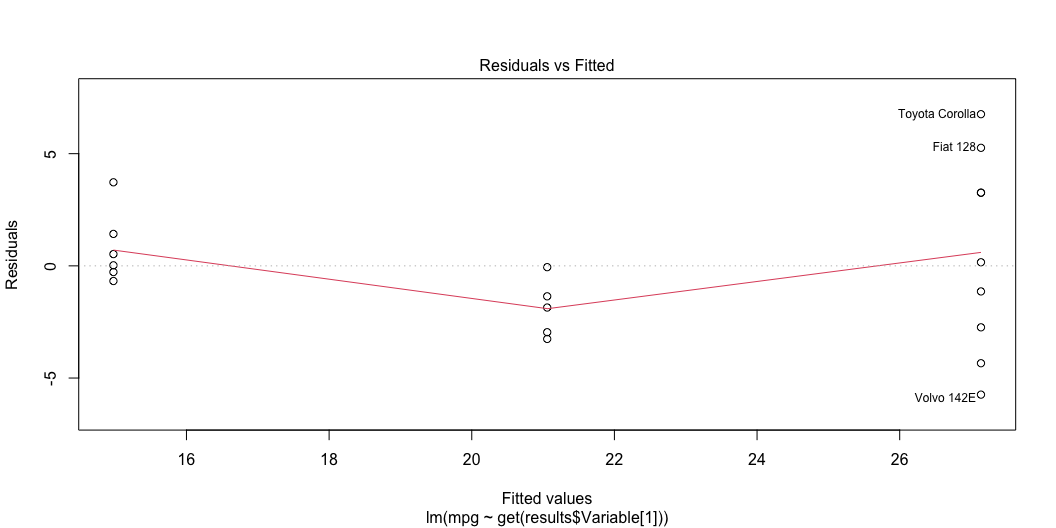 Residuals vs Fitted
Toyota Corolla
Fiat 128
Volvo 142E
Residuals
5
0
-5
16 18 20 22 24 26
Fitted values
lm(mpg ~ get(results$Variable[1]))